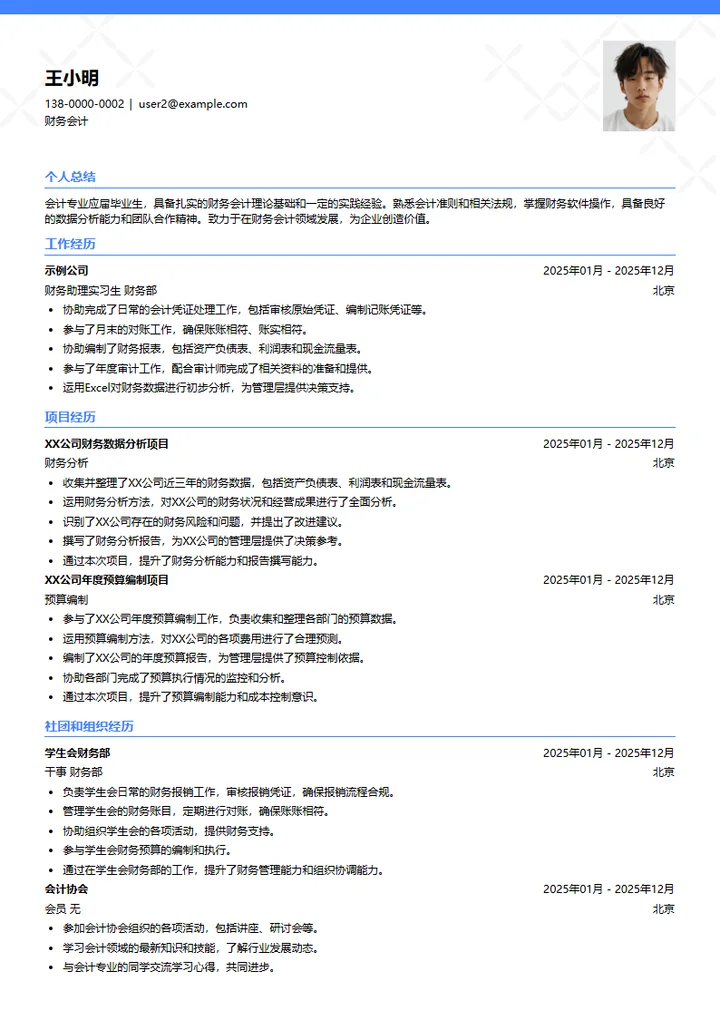 王小明
138-0000-0002 | user2@example.com
财务会计
个人总结
会计专业应届毕业生，具备扎实的财务会计理论基础和一定的实践经验。熟悉会计准则和相关法规，掌握财务软件操作，具备良好
的数据分析能力和团队合作精神。致力于在财务会计领域发展，为企业创造价值。
工作经历
示例公司 2025年01月 - 2025年12月
财务助理实习生 财务部 北京
• 协助完成了日常的会计凭证处理工作，包括审核原始凭证、编制记账凭证等。
• 参与了月末的对账工作，确保账账相符、账实相符。
• 协助编制了财务报表，包括资产负债表、利润表和现金流量表。
• 参与了年度审计工作，配合审计师完成了相关资料的准备和提供。
• 运用Excel对财务数据进行初步分析，为管理层提供决策支持。
项目经历
XX公司财务数据分析项目 2025年01月 - 2025年12月
财务分析 北京
• 收集并整理了XX公司近三年的财务数据，包括资产负债表、利润表和现金流量表。
• 运用财务分析方法，对XX公司的财务状况和经营成果进行了全面分析。
• 识别了XX公司存在的财务风险和问题，并提出了改进建议。
• 撰写了财务分析报告，为XX公司的管理层提供了决策参考。
• 通过本次项目，提升了财务分析能力和报告撰写能力。
XX公司年度预算编制项目 2025年01月 - 2025年12月
预算编制 北京
• 参与了XX公司年度预算编制工作，负责收集和整理各部门的预算数据。
• 运用预算编制方法，对XX公司的各项费用进行了合理预测。
• 编制了XX公司的年度预算报告，为管理层提供了预算控制依据。
• 协助各部门完成了预算执行情况的监控和分析。
• 通过本次项目，提升了预算编制能力和成本控制意识。
社团和组织经历
学生会财务部 2025年01月 - 2025年12月
干事 财务部 北京
• 负责学生会日常的财务报销工作，审核报销凭证，确保报销流程合规。
• 管理学生会的财务账目，定期进行对账，确保账账相符。
• 协助组织学生会的各项活动，提供财务支持。
• 参与学生会财务预算的编制和执行。
• 通过在学生会财务部的工作，提升了财务管理能力和组织协调能力。
会计协会 2025年01月 - 2025年12月
会员 无 北京
• 参加会计协会组织的各项活动，包括讲座、研讨会等。
• 学习会计领域的最新知识和技能，了解行业发展动态。
• 与会计专业的同学交流学习心得，共同进步。